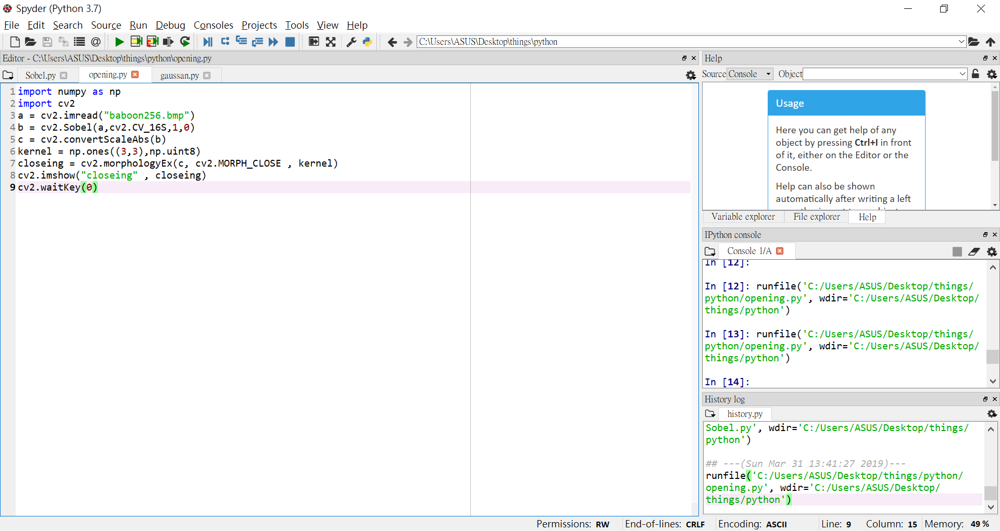 Spyder (Python 3.7)
File Edit Search Source Run Debug Consoles Projects Tools View Help
C:\Users\ASUS\Desktop\things\python
Editor - C:\Users\ASUS\Desktop\things\python\opening.py
Sobel.py opening.py gaussan.py
1 import numpy as np
2 import cv2
3 a = cv2.imread("baboon256.bmp")
4 b = cv2.Sobel(a,cv2.CV_16S,1,0)
5 c = cv2.convertScaleAbs(b)
6 kernel = np.ones((3,3),np.uint8)
7 closeing = cv2.morphologyEx(c, cv2.MORPH_CLOSE , kernel)
8 cv2.imshow("closeing" , closeing)
9 cv2.waitKey(0)
Help
Source Console Object
Usage
Here you can get help of any
object by pressing Ctrl+I in front
of it, either on the Editor or the
Console.
Help can also be shown
automatically after writing a left
Variable explorer File explorer Help
IPython console
Console 1/A
In [12]:
In [12]: runfile('C:/Users/ASUS/Desktop/things/
python/opening.py', wdir='C:/Users/ASUS/Desktop/
things/python')
In [13]: runfile('C:/Users/ASUS/Desktop/things/
python/opening.py', wdir='C:/Users/ASUS/Desktop/
things/python')
In [14]:
History log
history.py
Sobel.py', wdir='C:/Users/ASUS/Desktop/things/
python')
## ---(Sun Mar 31 13:41:27 2019)---
runfile('C:/Users/ASUS/Desktop/things/python/
opening.py', wdir='C:/Users/ASUS/Desktop/
things/python')
Permissions: RW End-of-lines: CRLF Encoding: ASCII Line: 9 Column: 15 Memory: 49 %